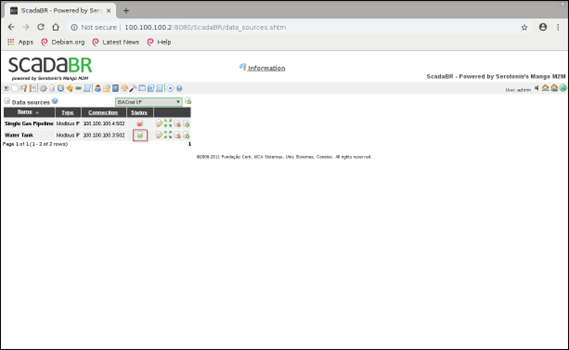 ScadaBR - Powered by Sere
Not secure | 100.100.100.2:8080/ScadaBR/data_sources.shtm
Apps Debian.org Latest News Help
SCADABR
powered by Serotonin's Mango M2M
Information
ScadaBR - Powered by Serotonin's Mango M2M
User: admin
Data sources BACnet I/P
Name Type Connection Status
Single Gas Pipeline Modbus IP 100.100.100.4:502
Water Tank Modbus IP 100.100.100.3:502
Page 1 of 1 (1 - 2 of 2 rows) 1
©2009-2011 Fundação Certi, MCA Sistemas, Unis Sistemas, Conetec. All rights reserved.